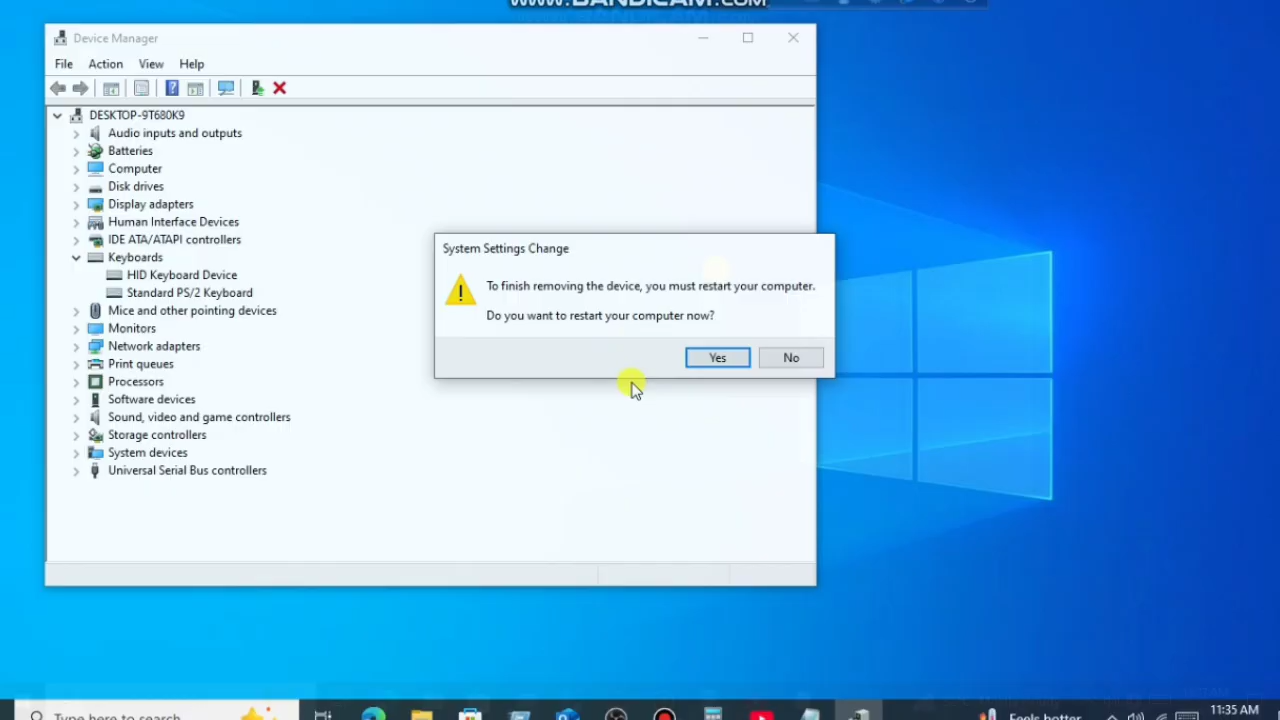 www.BANDICAM.com
Device Manager
File Action View Help
DESKTOP-9T680K9
Audio inputs and outputs
Batteries
Computer
Disk drives
Display adapters
Human Interface Devices
IDE ATA/ATAPI controllers
Keyboards
HID Keyboard Device
Standard PS/2 Keyboard
Mice and other pointing devices
Monitors
Network adapters
Print queues
Processors
Software devices
Sound, video and game controllers
Storage controllers
System devices
Universal Serial Bus controllers
System Settings Change
To finish removing the device, you must restart your computer.
Do you want to restart your computer now?
Yes No
Type here to search
Feels hotter
11:35 AM